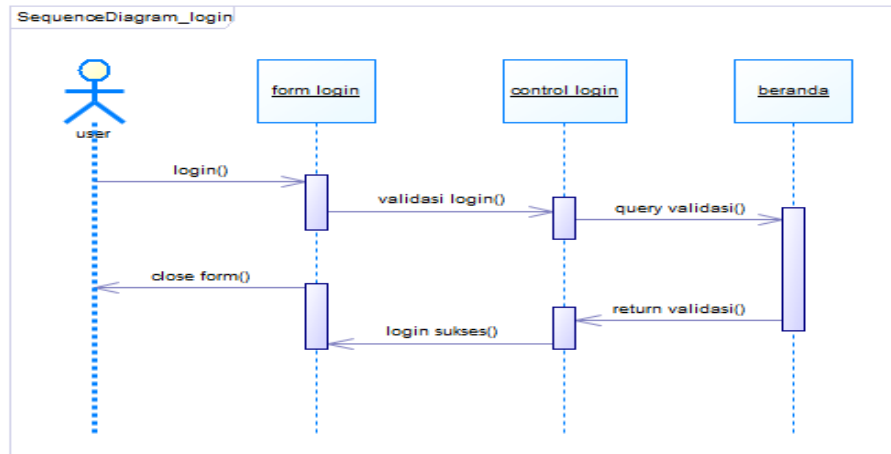 SequenceDiagram_login
form login
control login
beranda
user
login()
validasi login()
query validasi()
close form()
return validasi()
login sukses()